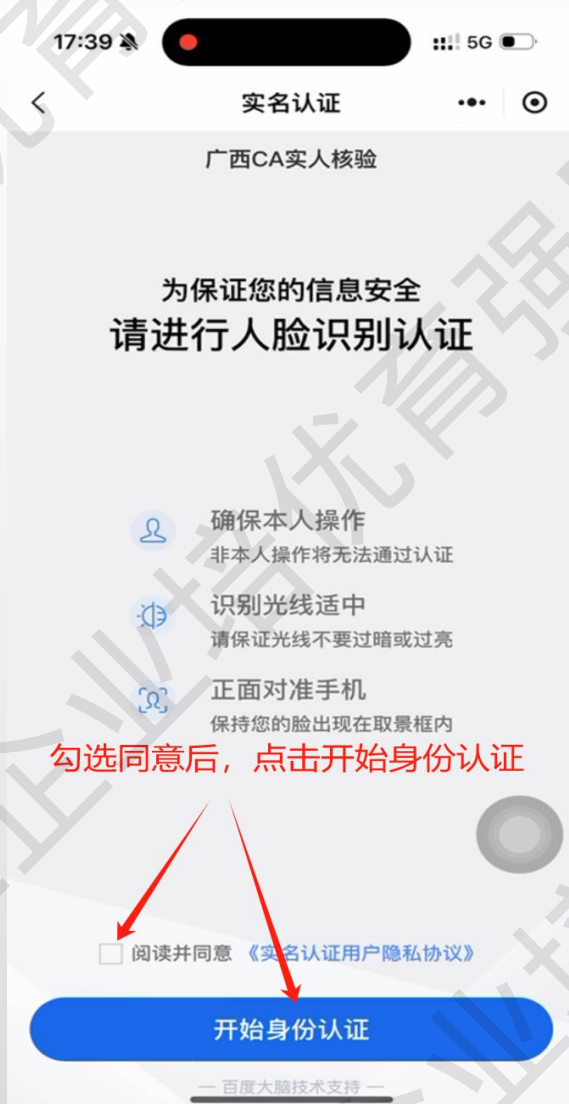 17:39 5G
实名认证
广西CA实人核验
为保证您的信息安全
请进行人脸识别认证
确保本人操作
非本人操作将无法通过认证
识别光线适中
请保证光线不要过暗或过亮
正面对准手机
保持您的脸出现在取景框内
勾选同意后，点击开始身份认证
阅读并同意 《实名认证用户隐私协议》
开始身份认证
— 百度大脑技术支持 —